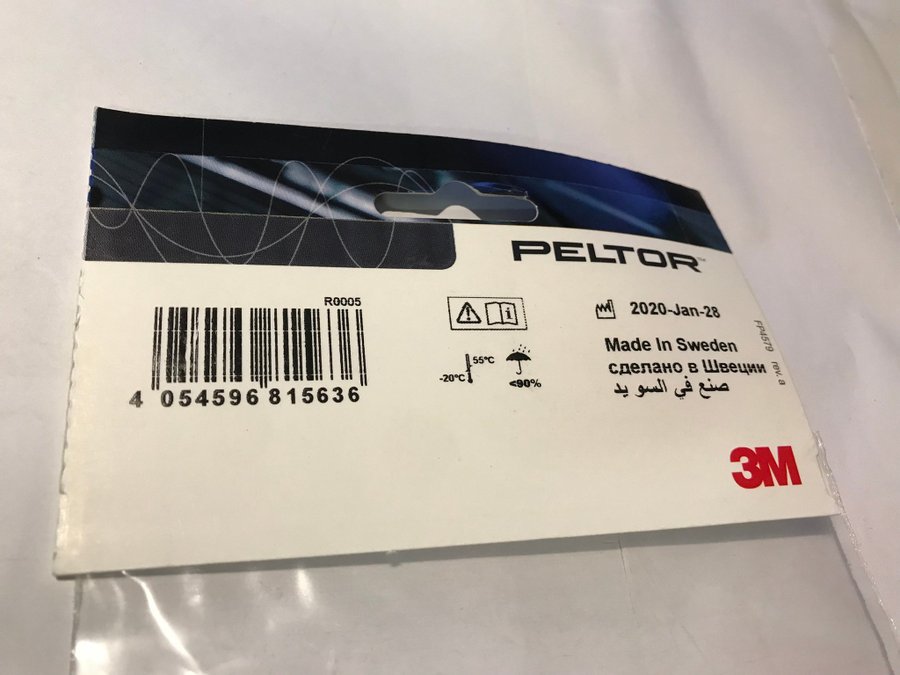 PELTOR™
R0005
4 054596 815636
-20°C 55°C
<90%
2020-Jan-28
Made In Sweden
сделано в Швеции
صنع في السويد
FP4579 rev. a
3M